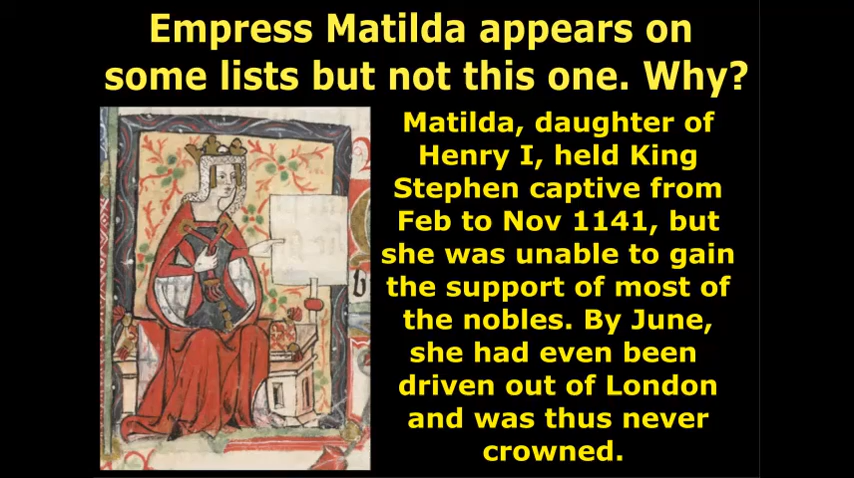 Empress Matilda appears on
some lists but not this one. Why?
Matilda, daughter of
Henry I, held King
Stephen captive from
Feb to Nov 1141, but
she was unable to gain
the support of most of
the nobles. By June,
she had even been
driven out of London
and was thus never
crowned.